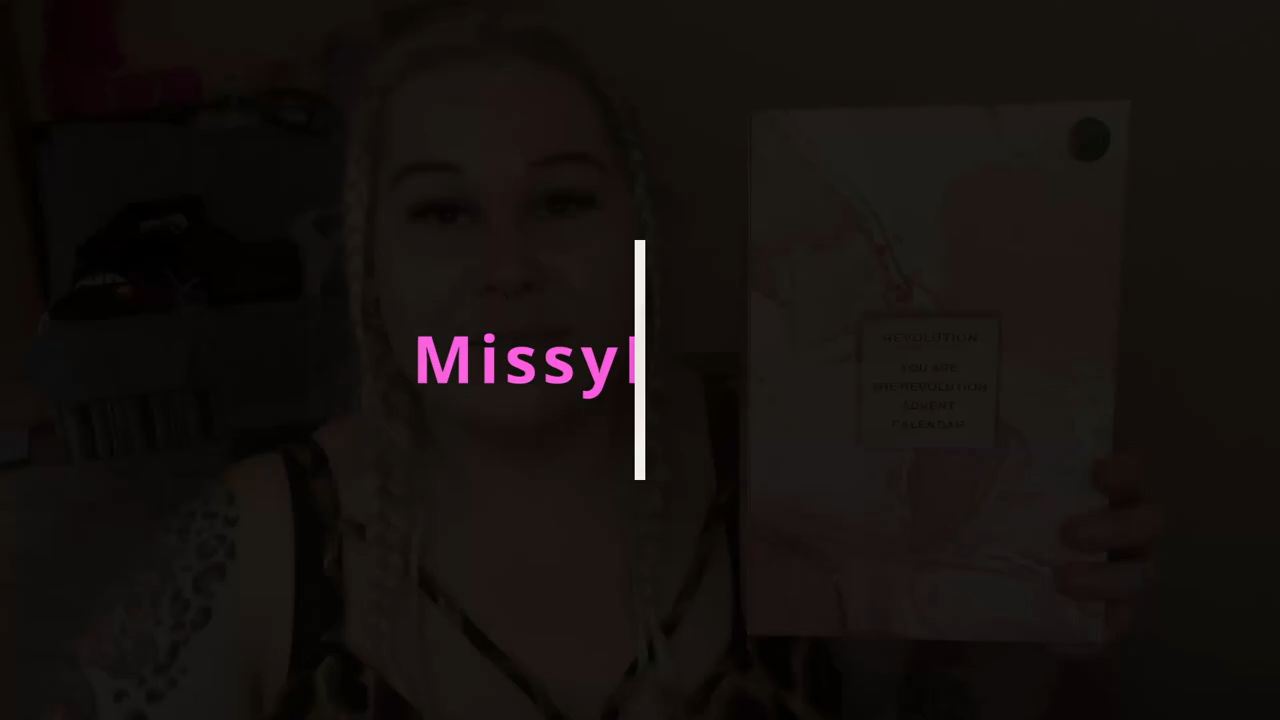 Missy
REVOLUTION
YOU ARE
THE REVOLUTION
ADVENT
CALENDAR